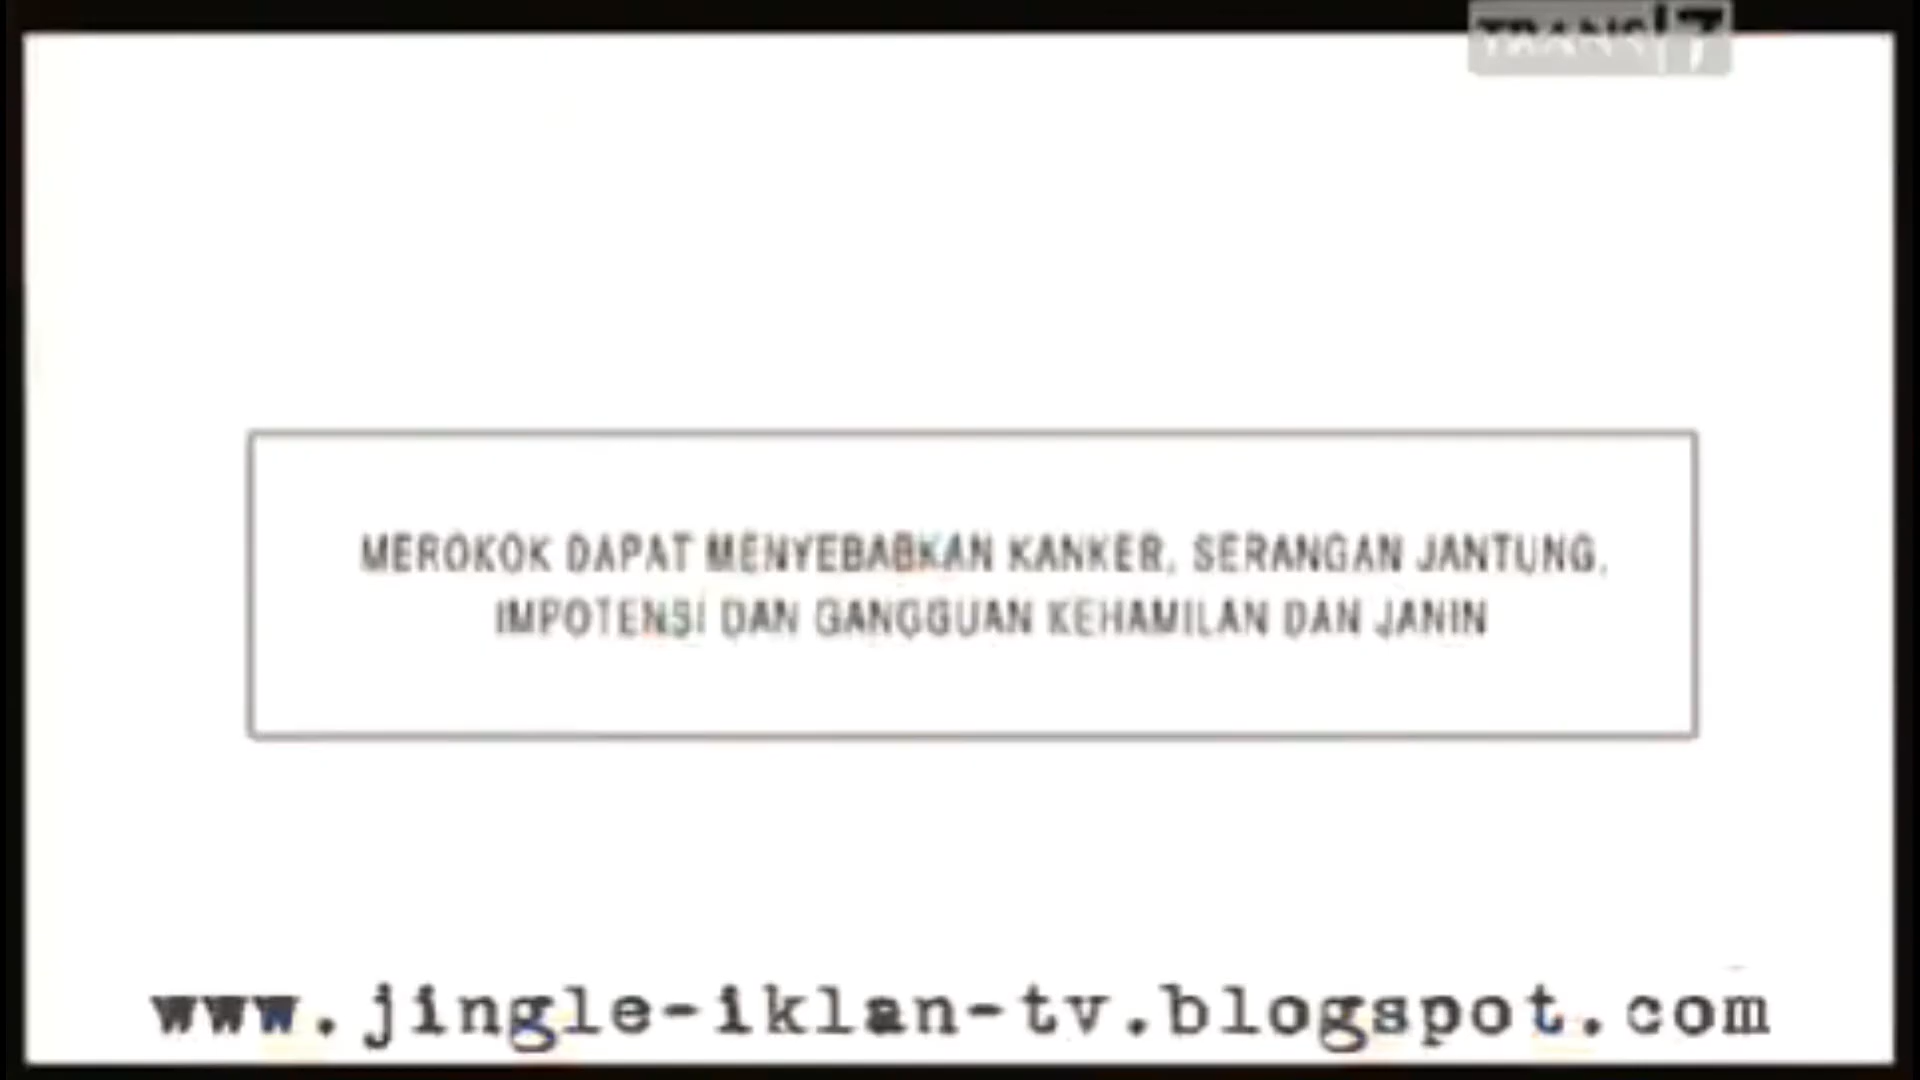 TRANS|7
MEROKOK DAPAT MENYEBABKAN KANKER, SERANGAN JANTUNG,
IMPOTENSI DAN GANGGUAN KEHAMILAN DAN JANIN
www.jingle-iklan-tv.blogspot.com